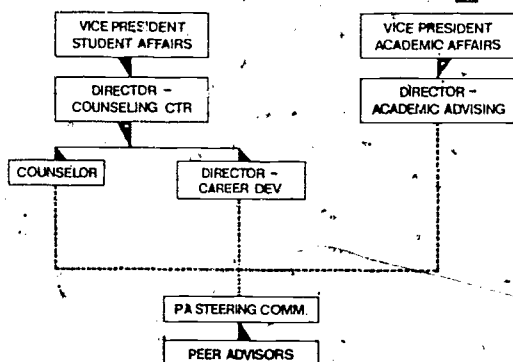 VICE PRESIDENT
STUDENT AFFAIRS
VICE PRESIDENT
ACADEMIC AFFAIRS
DIRECTOR –
COUNSELING CTR
DIRECTOR –
ACADEMIC ADVISING
COUNSELOR
DIRECTOR –
CAREER DEV
PA STEERING COMM.
PEER ADVISORS